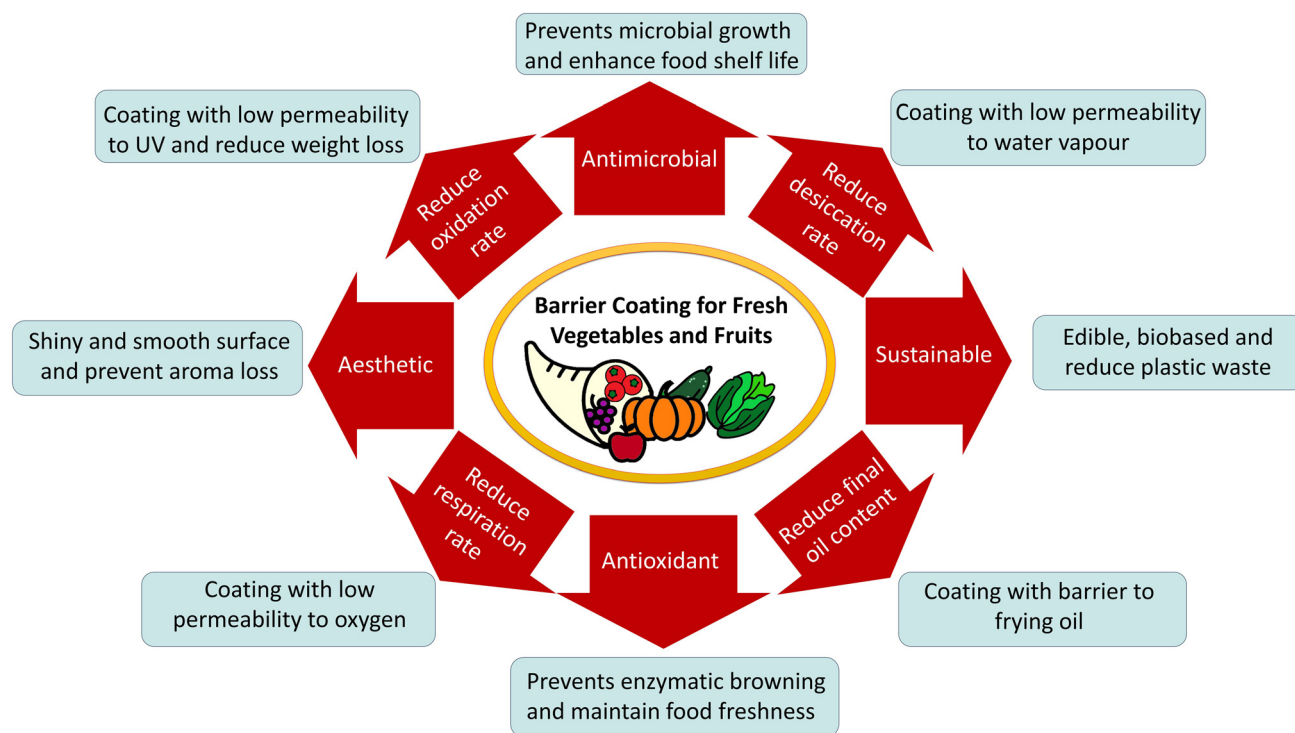 Prevents microbial growth
and enhance food shelf life
Coating with low permeability
to UV and reduce weight loss
Coating with low permeability
to water vapour
Antimicrobial
Reduce
oxidation
rate
Reduce
desiccation
rate
Barrier Coating for Fresh
Vegetables and Fruits
Shiny and smooth surface
and prevent aroma loss
Aesthetic
Sustainable
Edible, biobased and
reduce plastic waste
Reduce
respiration
rate
Antioxidant
Reduce final
oil content
Coating with low
permeability to oxygen
Coating with barrier to
frying oil
Prevents enzymatic browning
and maintain food freshness